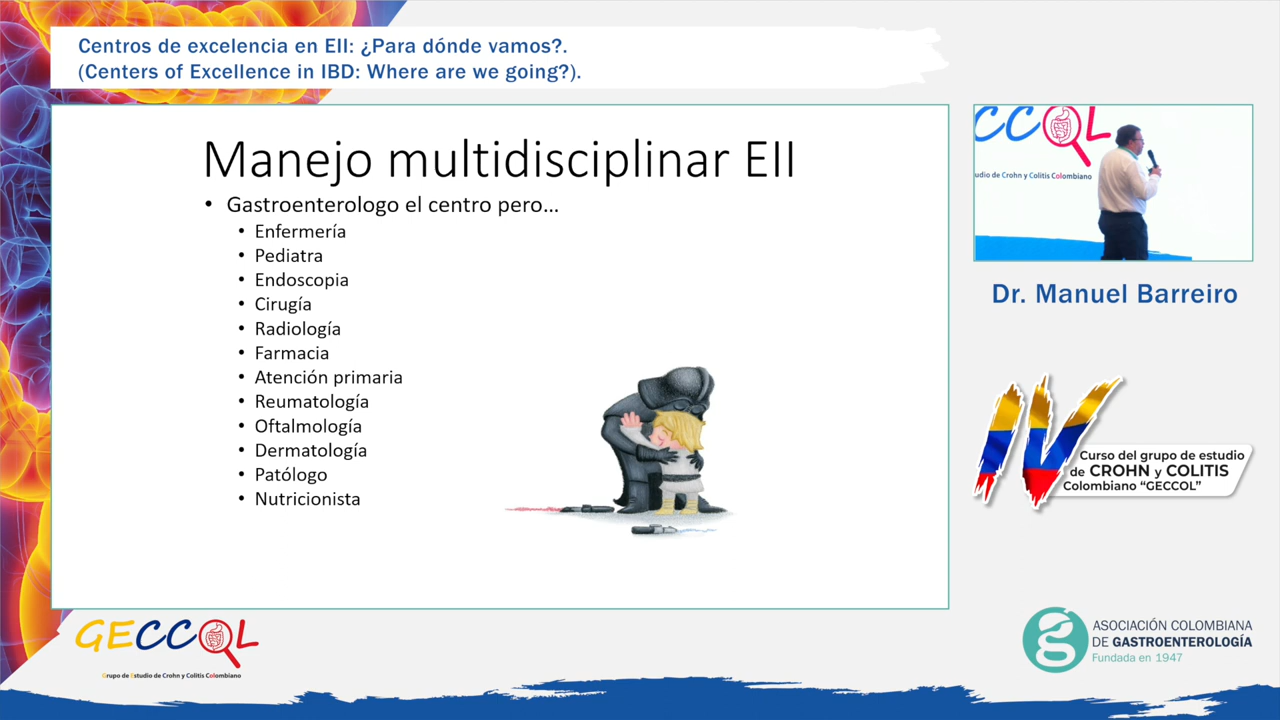 Centros de excelencia en EII: ¿Para dónde vamos?.
(Centers of Excellence in IBD: Where are we going?).
Manejo multidisciplinar EII
• Gastroenterologo el centro pero...
• Enfermería
• Pediatra
• Endoscopia
• Cirugía
• Radiología
• Farmacia
• Atención primaria
• Reumatología
• Oftalmología
• Dermatología
• Patólogo
• Nutricionista
CCOL
udio de Crohn y Colitis Colombiano
Dr. Manuel Barreiro
IV
Curso del grupo de estudio
de CROHN y COLITIS
Colombiano “GECCOL”
GECCOL
Grupo de Estudio de Crohn y Colitis Colombiano
ASOCIACIÓN COLOMBIANA
DE GASTROENTEROLOGÍA
Fundada en 1947